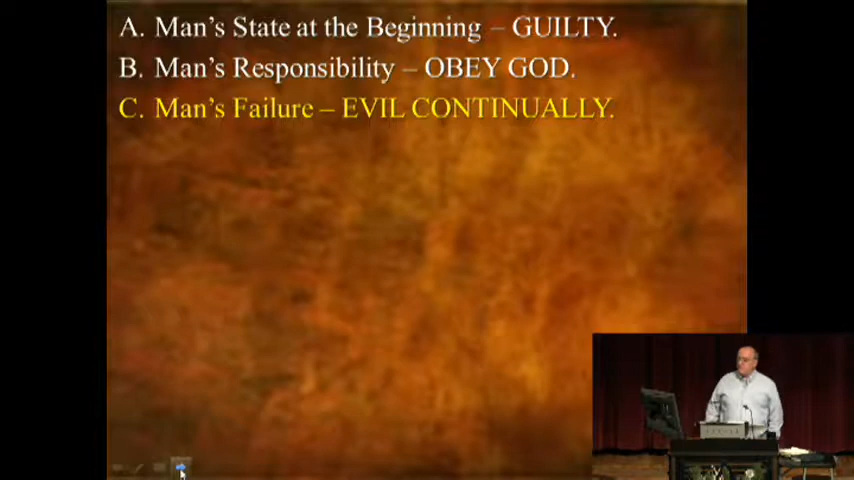 A. Man’s State at the Beginning – GUILTY.
B. Man’s Responsibility – OBEY GOD.
C. Man’s Failure – EVIL CONTINUALLY.